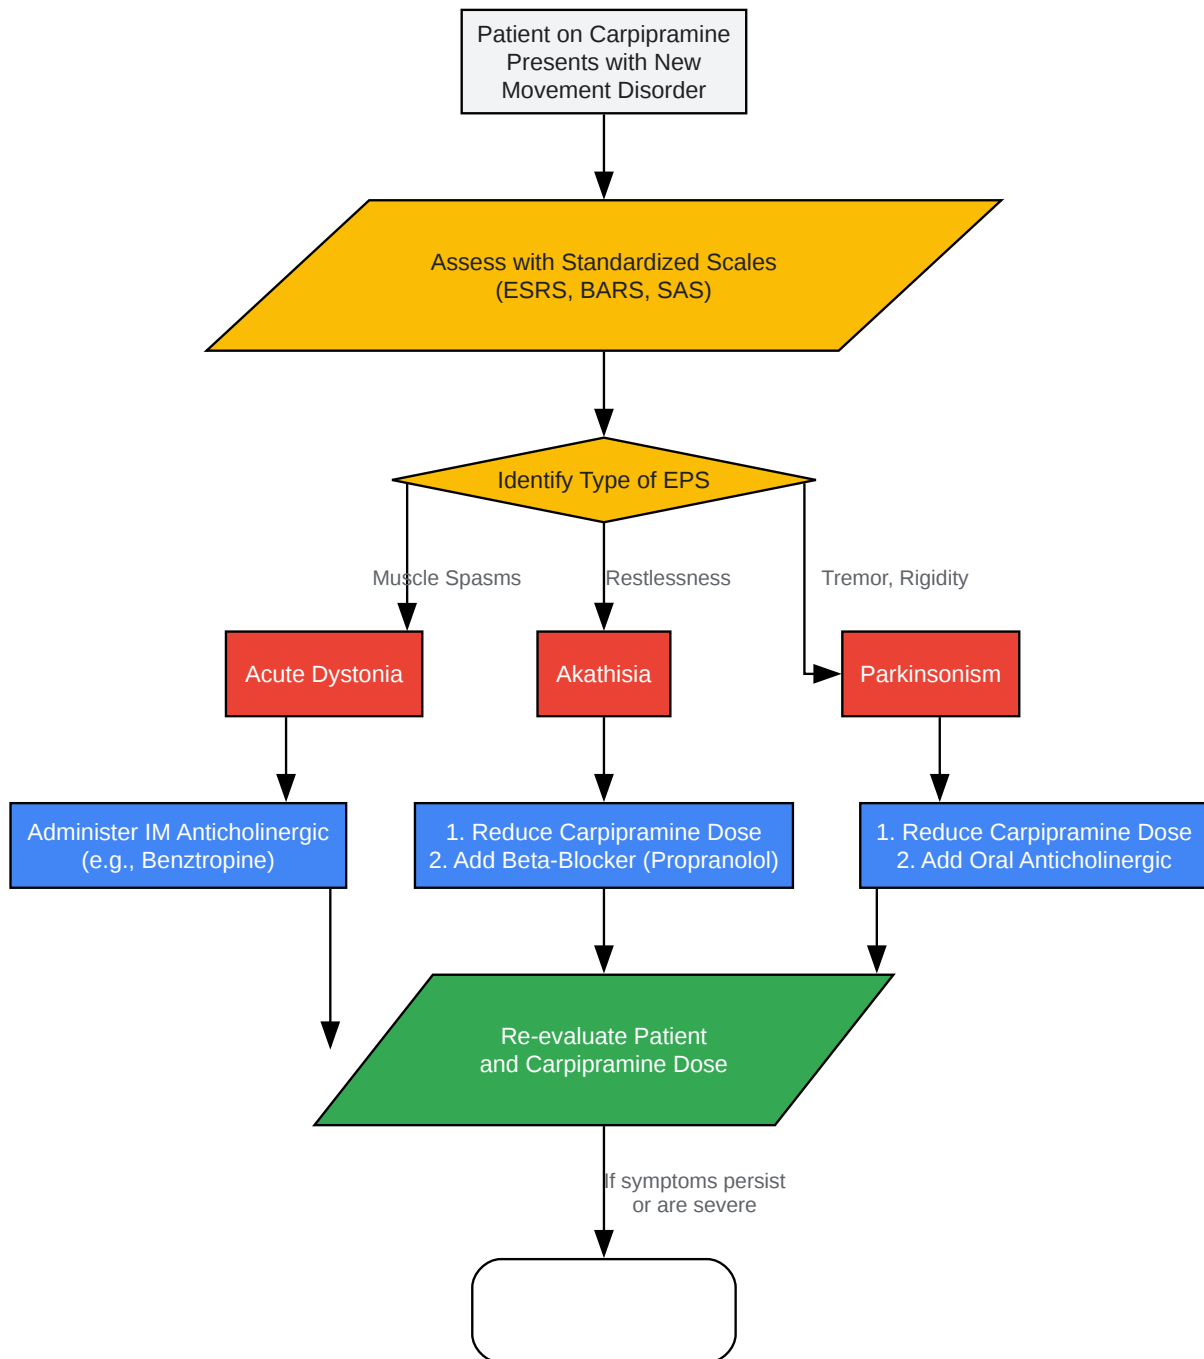 Patient on Carpipramine
Presents with New
Movement Disorder
Assess with Standardized Scales
(ESRS, BARS, SAS)
Identify Type of EPS
Muscle Spasms
Restlessness
Tremor, Rigidity
Acute Dystonia
Akathisia
Parkinsonism
Administer IM Anticholinergic
(e.g., Benztropine)
1. Reduce Carpipramine Dose
2. Add Beta-Blocker (Propranolol)
1. Reduce Carpipramine Dose
2. Add Oral Anticholinergic
Re-evaluate Patient
and Carpipramine Dose
If symptoms persist
or are severe